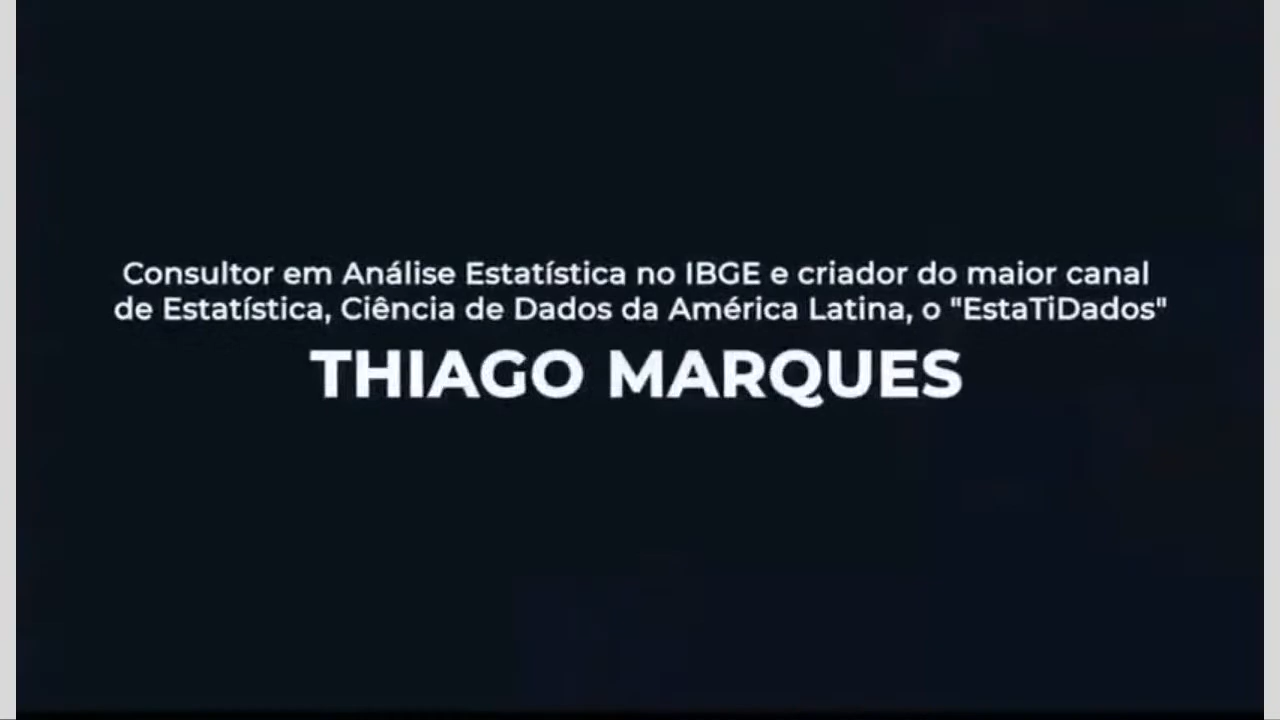 Consultor em Análise Estatística no IBGE e criador do maior canal
de Estatística, Ciência de Dados da América Latina, o "EstaTiDados"
THIAGO MARQUES